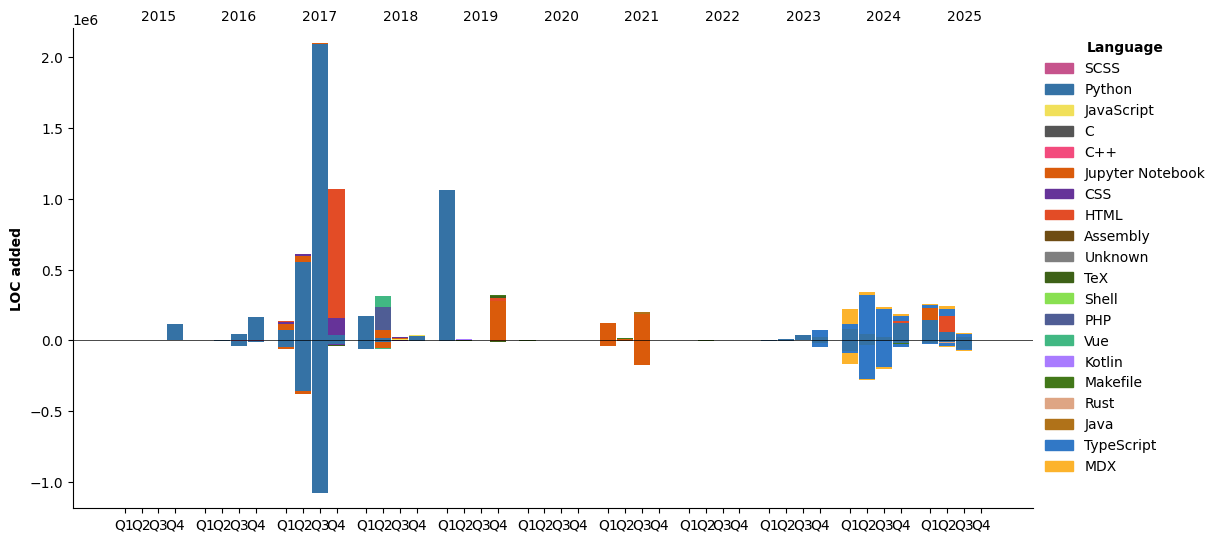 1e6
2015 2016 2017 2018 2019 2020 2021 2022 2023 2024 2025
LOC added
2.0
1.5
1.0
0.5
0.0
−0.5
−1.0
Q1Q2Q3Q4 Q1Q2Q3Q4 Q1Q2Q3Q4 Q1Q2Q3Q4 Q1Q2Q3Q4 Q1Q2Q3Q4 Q1Q2Q3Q4 Q1Q2Q3Q4 Q1Q2Q3Q4 Q1Q2Q3Q4 Q1Q2Q3Q4
Language
SCSS
Python
JavaScript
C
C++
Jupyter Notebook
CSS
HTML
Assembly
Unknown
TeX
Shell
PHP
Vue
Kotlin
Makefile
Rust
Java
TypeScript
MDX